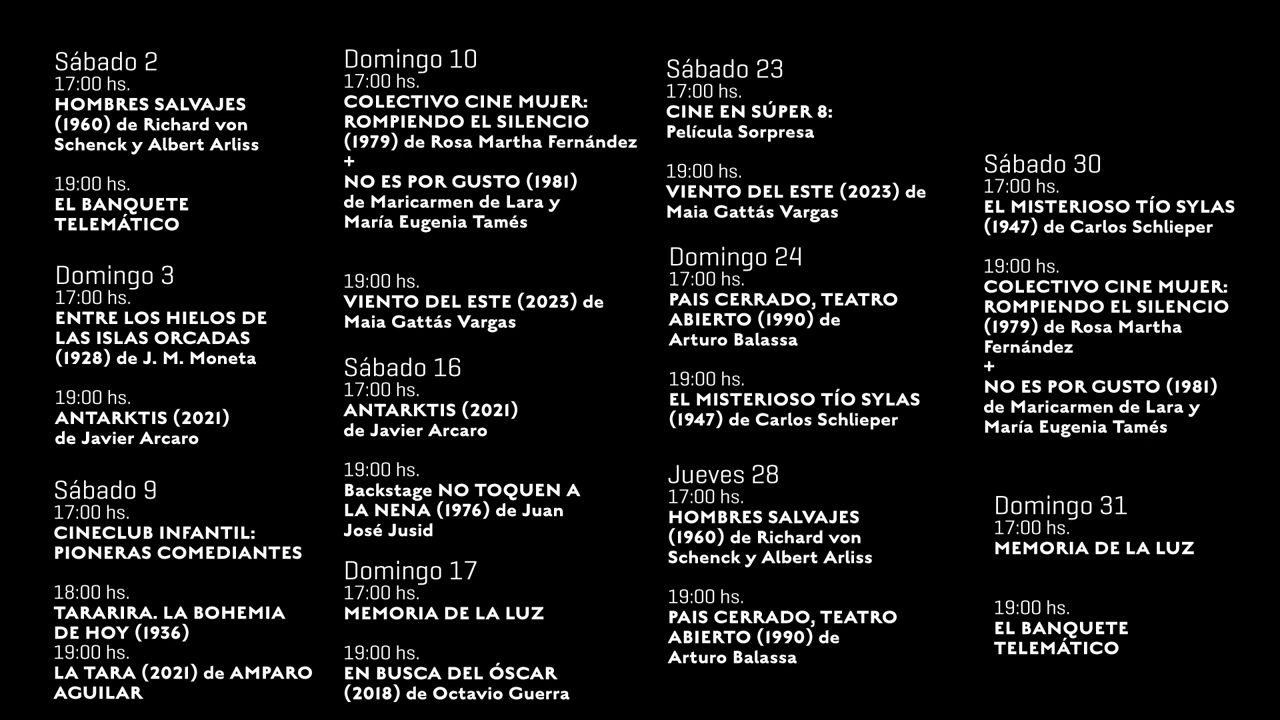 Sábado 2
17:00 hs.
HOMBRES SALVAJES
(1960) de Richard von
Schenck y Albert Arliss
19:00 hs.
EL BANQUETE
TELEMÁTICO
Domingo 3
17:00 hs.
ENTRE LOS HIELOS DE
LAS ISLAS ORCADAS
(1928) de J. M. Moneta
19:00 hs.
ANTARKTIS (2021)
de Javier Arcaro
Sábado 9
17:00 hs.
CINECLUB INFANTIL:
PIONERAS COMEDIANTES
18:00 hs.
TARARIRA. LA BOHEMIA
DE HOY (1936)
19:00 hs.
LA TARA (2021) de AMPARO
AGUILAR
Domingo 10
17:00 hs.
COLECTIVO CINE MUJER:
ROMPIENDO EL SILENCIO
(1979) de Rosa Martha Fernández
+
NO ES POR GUSTO (1981)
de Maricarmen de Lara y
María Eugenia Tamés
19:00 hs.
VIENTO DEL ESTE (2023) de
Maia Gattás Vargas
Sábado 16
17:00 hs.
ANTARKTIS (2021)
de Javier Arcaro
19:00 hs.
Backstage NO TOQUEN A
LA NENA (1976) de Juan
José Jusid
Domingo 17
17:00 hs.
MEMORIA DE LA LUZ
19:00 hs.
EN BUSCA DEL ÓSCAR
(2018) de Octavio Guerra
Sábado 23
17:00 hs.
CINE EN SÚPER 8:
Película Sorpresa
19:00 hs.
VIENTO DEL ESTE (2023) de
Maia Gattás Vargas
Domingo 24
17:00 hs.
PAIS CERRADO, TEATRO
ABIERTO (1990) de
Arturo Balassa
19:00 hs.
EL MISTERIOSO TÍO SYLAS
(1947) de Carlos Schlieper
Jueves 28
17:00 hs.
HOMBRES SALVAJES
(1960) de Richard von
Schenck y Albert Arliss
19:00 hs.
PAIS CERRADO, TEATRO
ABIERTO (1990) de
Arturo Balassa
Sábado 30
17:00 hs.
EL MISTERIOSO TÍO SYLAS
(1947) de Carlos Schlieper
19:00 hs.
COLECTIVO CINE MUJER:
ROMPIENDO EL SILENCIO
(1979) de Rosa Martha
Fernández
+
NO ES POR GUSTO (1981)
de Maricarmen de Lara y
María Eugenia Tamés
Domingo 31
17:00 hs.
MEMORIA DE LA LUZ
19:00 hs.
EL BANQUETE
TELEMÁTICO